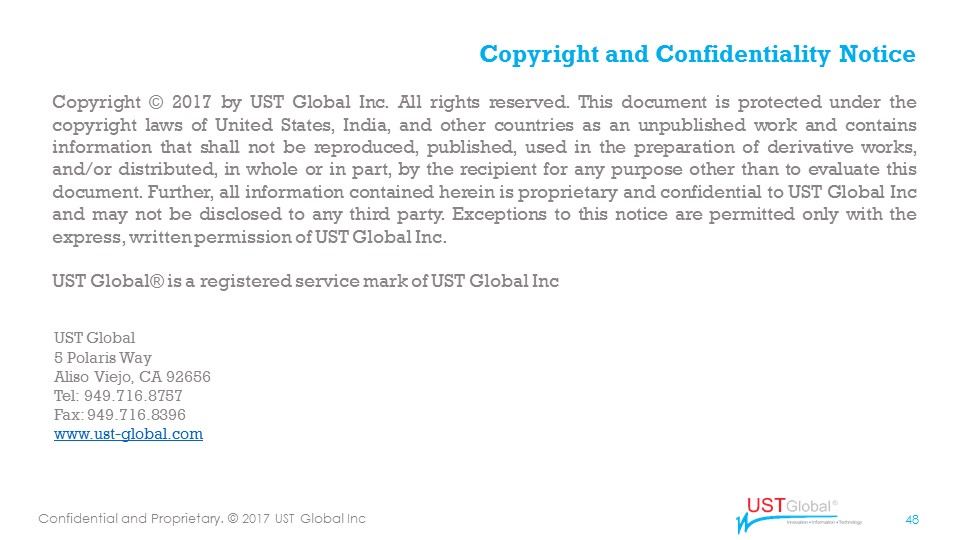 Copyright and Confidentiality Notice
Copyright © 2017 by UST Global Inc. All rights reserved. This document is protected under the
copyright laws of United States, India, and other countries as an unpublished work and contains
information that shall not be reproduced, published, used in the preparation of derivative works,
and/or distributed, in whole or in part, by the recipient for any purpose other than to evaluate this
document. Further, all information contained herein is proprietary and confidential to UST Global Inc
and may not be disclosed to any third party. Exceptions to this notice are permitted only with the
express, written permission of UST Global Inc.
UST Global® is a registered service mark of UST Global Inc
UST Global
5 Polaris Way
Aliso Viejo, CA 92656
Tel: 949.716.8757
Fax: 949.716.8396
www.ust-global.com
Confidential and Proprietary. © 2017 UST Global Inc
USTGlobal®
Innovation • Information • Technology
48